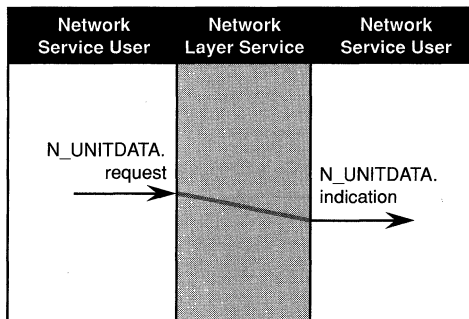 Network
Service User
Network
Layer Service
Network
Service User
N_UNITDATA.
request
N_UNITDATA.
indication